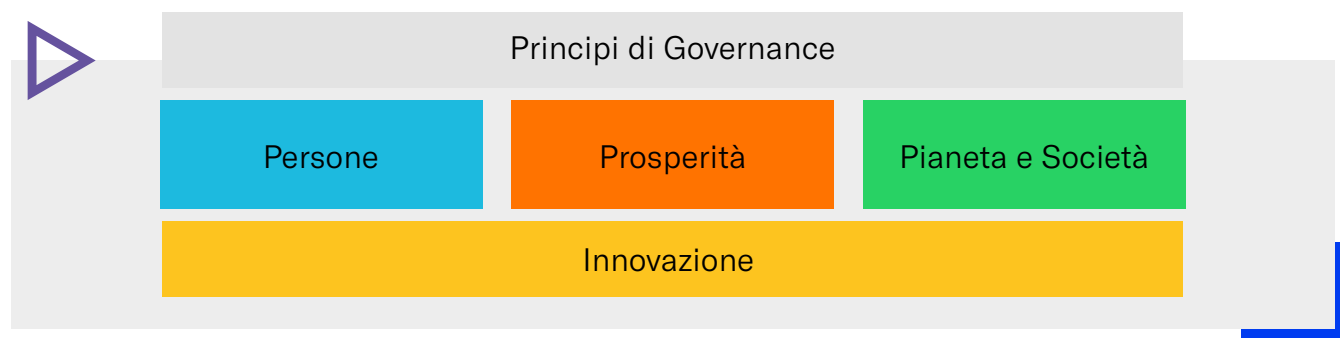 Principi di Governance
Persone
Prosperità
Pianeta e Società
Innovazione